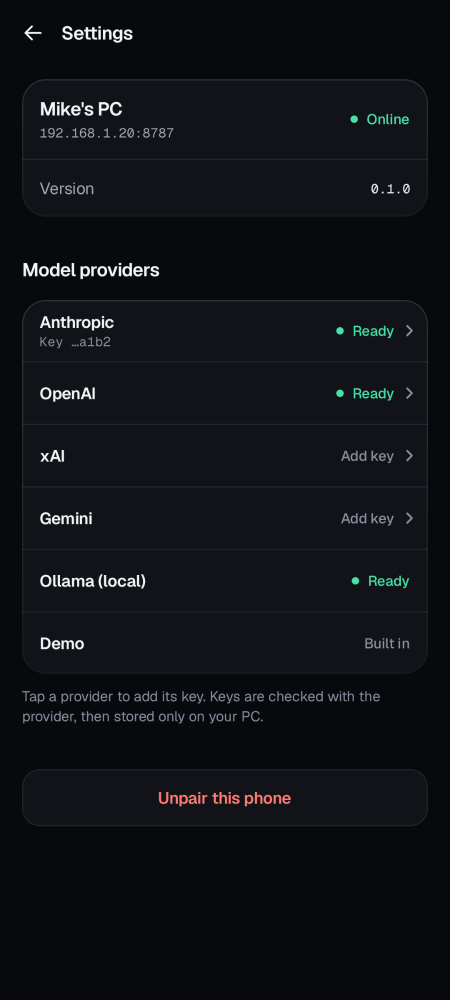 Settings
Mike's PC
192.168.1.20:8787
Online
Version
0.1.0
Model providers
Anthropic
Key …a1b2
Ready
OpenAI
Ready
xAI
Add key
Gemini
Add key
Ollama (local)
Ready
Demo
Built in
Tap a provider to add its key. Keys are checked with the
provider, then stored only on your PC.
Unpair this phone